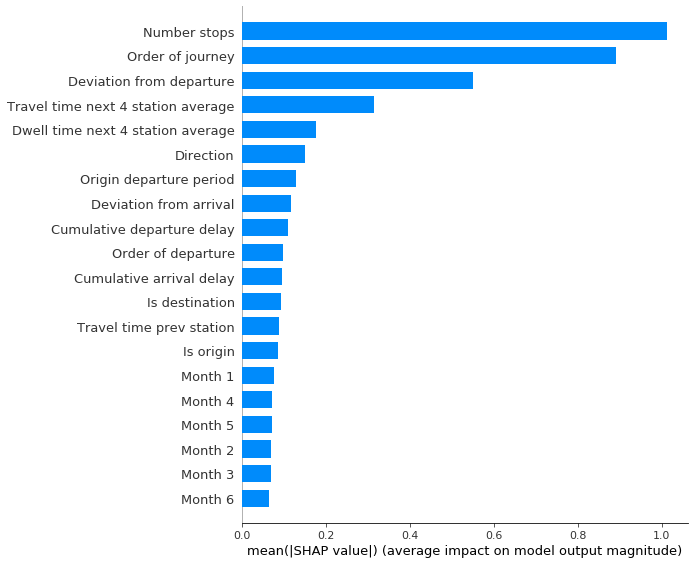 Number stops
Order of journey
Deviation from departure
Travel time next 4 station average
Dwell time next 4 station average
Direction
Origin departure period
Deviation from arrival
Cumulative departure delay
Order of departure
Cumulative arrival delay
Is destination
Travel time prev station
Is origin
Month 1
Month 4
Month 5
Month 2
Month 3
Month 6
0.0 0.2 0.4 0.6 0.8 1.0
mean(|SHAP value|) (average impact on model output magnitude)